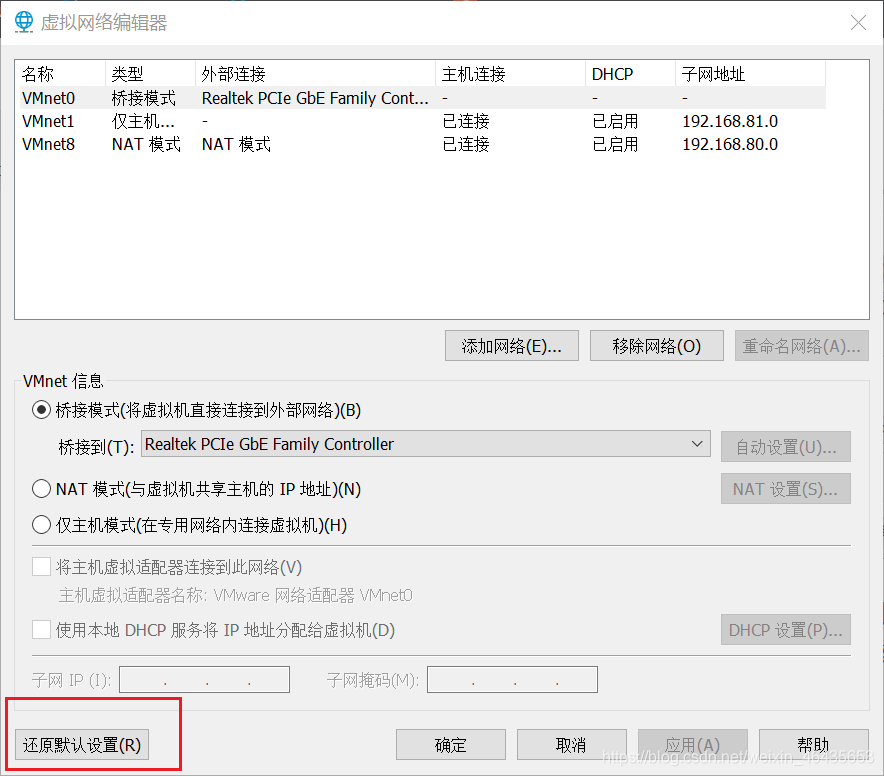 虚拟网络编辑器
名称 类型 外部连接 主机连接 DHCP 子网地址
VMnet0 桥接模式 Realtek PCIe GbE Family Cont... - - -
VMnet1 仅主机... - 已连接 已启用 192.168.81.0
VMnet8 NAT 模式 NAT 模式 已连接 已启用 192.168.80.0
添加网络(E)... 移除网络(O) 重命名网络(A)...
VMnet 信息
桥接模式(将虚拟机直接连接到外部网络)(B)
桥接到(T): Realtek PCIe GbE Family Controller 自动设置(U)...
NAT 模式(与虚拟机共享主机的 IP 地址)(N) NAT 设置(S)...
仅主机模式(在专用网络内连接虚拟机)(H)
将主机虚拟适配器连接到此网络(V)
主机虚拟适配器名称: VMware 网络适配器 VMnet0
使用本地 DHCP 服务将 IP 地址分配给虚拟机(D) DHCP 设置(P)...
子网 IP (I): . . . 子网掩码(M): . . .
还原默认设置(R) 确定 取消 应用(A) 帮助